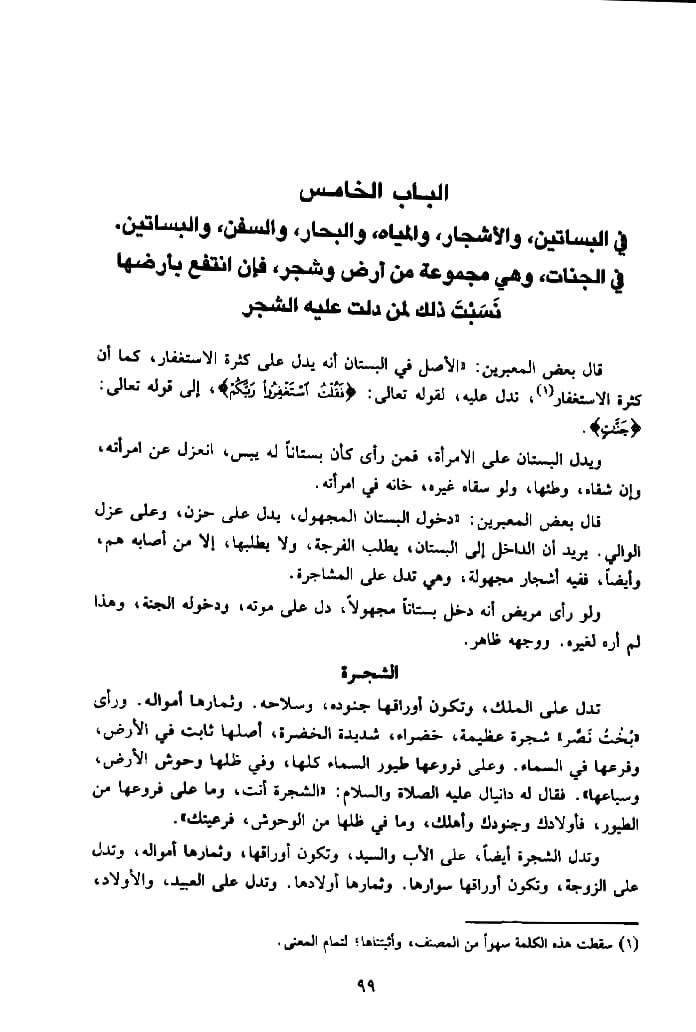 الباب الخامس
في البساتين، والأشجار، والمياه، والبحار، والسفن، والبساتين.
في الجنات، وهي مجموعة من أرض وشجر، فإن انتفع بأرضها
نَسَبْتَ ذلك لمن دلت عليه الشجر
قال بعض المعبرين: «الأصل في البستان أنه يدل على كثرة الاستغفار، كما أن
كثرة الاستغفار(١)، تدل عليه، لقوله تعالى: ﴿فَقُلْتُ اسْتَغْفِرُوا رَبَّكُمْ﴾، إلى قوله تعالى:
﴿جَنَّتٍ﴾.
ويدل البستان على الامرأة، فمن رأى كأن بستاناً له يبس، انعزل عن امرأته،
وإن شقاه، وطئها، ولو سقاه غيره، خانه في امرأته.
قال بعض المعبرين: «دخول البستان المجهول، يدل على حزن، وعلى عزل
الوالي. يريد أن الداخل إلى البستان، يطلب الفرجة، ولا يطلبها، إلا من أصابه هم،
وأيضاً، ففيه أشجار مجهولة، وهي تدل على المشاجرة.
ولو رأى مريض أنه دخل بستاناً مجهولاً، دل على موته، ودخوله الجنة، وهذا
لم أره لغيره. ووجهه ظاهر.
الشجرة
تدل على الملك، وتكون أوراقها جنوده، وسلاحه. وثمارها أمواله. ورأى
«بُخْتُ نَصَّر» شجرة عظيمة، خضراء، شديدة الخضرة، أصلها ثابت في الأرض،
وفرعها في السماء. وعلى فروعها طيور السماء كلها، وفي ظلها وحوش الأرض،
وسباعها». فقال له دانيال عليه الصلاة والسلام: «الشجرة أنت، وما على فروعها من
الطيور، فأولادك وجنودك وأهلك، وما في ظلها من الوحوش، فرعيتك».
وتدل الشجرة أيضاً، على الأب والسيد، وتكون أوراقها، وثمارها أمواله، وتدل
على الزوجة، وتكون أوراقها سوارها. وثمارها أولادها. وتدل على العبيد، والأولاد،
(١) سقطت هذه الكلمة سهواً من المصنف، وأثبتناها؛ لتمام المعنى.
٩٩